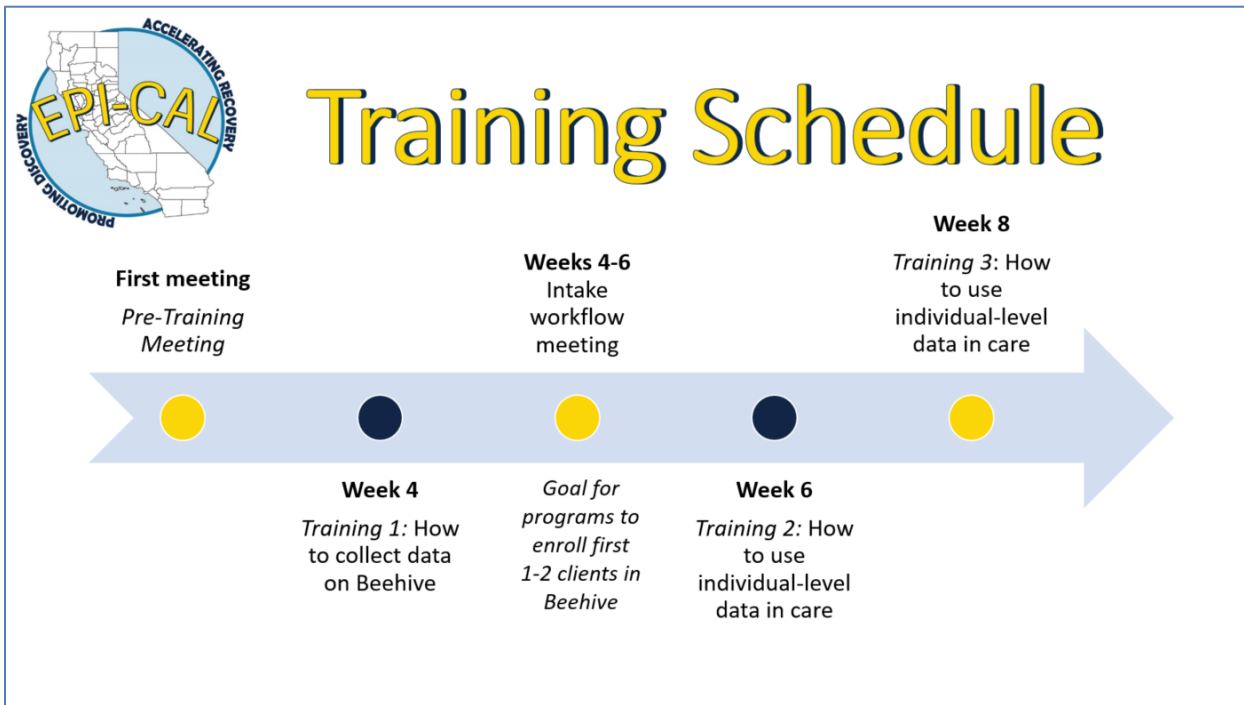 ACCELERATING RECOVERY
EPI-CAL
PROMOTING DISCOVERY
Training Schedule
First meeting
Pre-Training
Meeting
Week 4
Training 1: How
to collect data
on Beehive
Weeks 4-6
Intake
workflow
meeting
Goal for
programs to
enroll first
1-2 clients in
Beehive
Week 6
Training 2: How
to use
individual-level
data in care
Week 8
Training 3: How
to use
individual-level
data in care